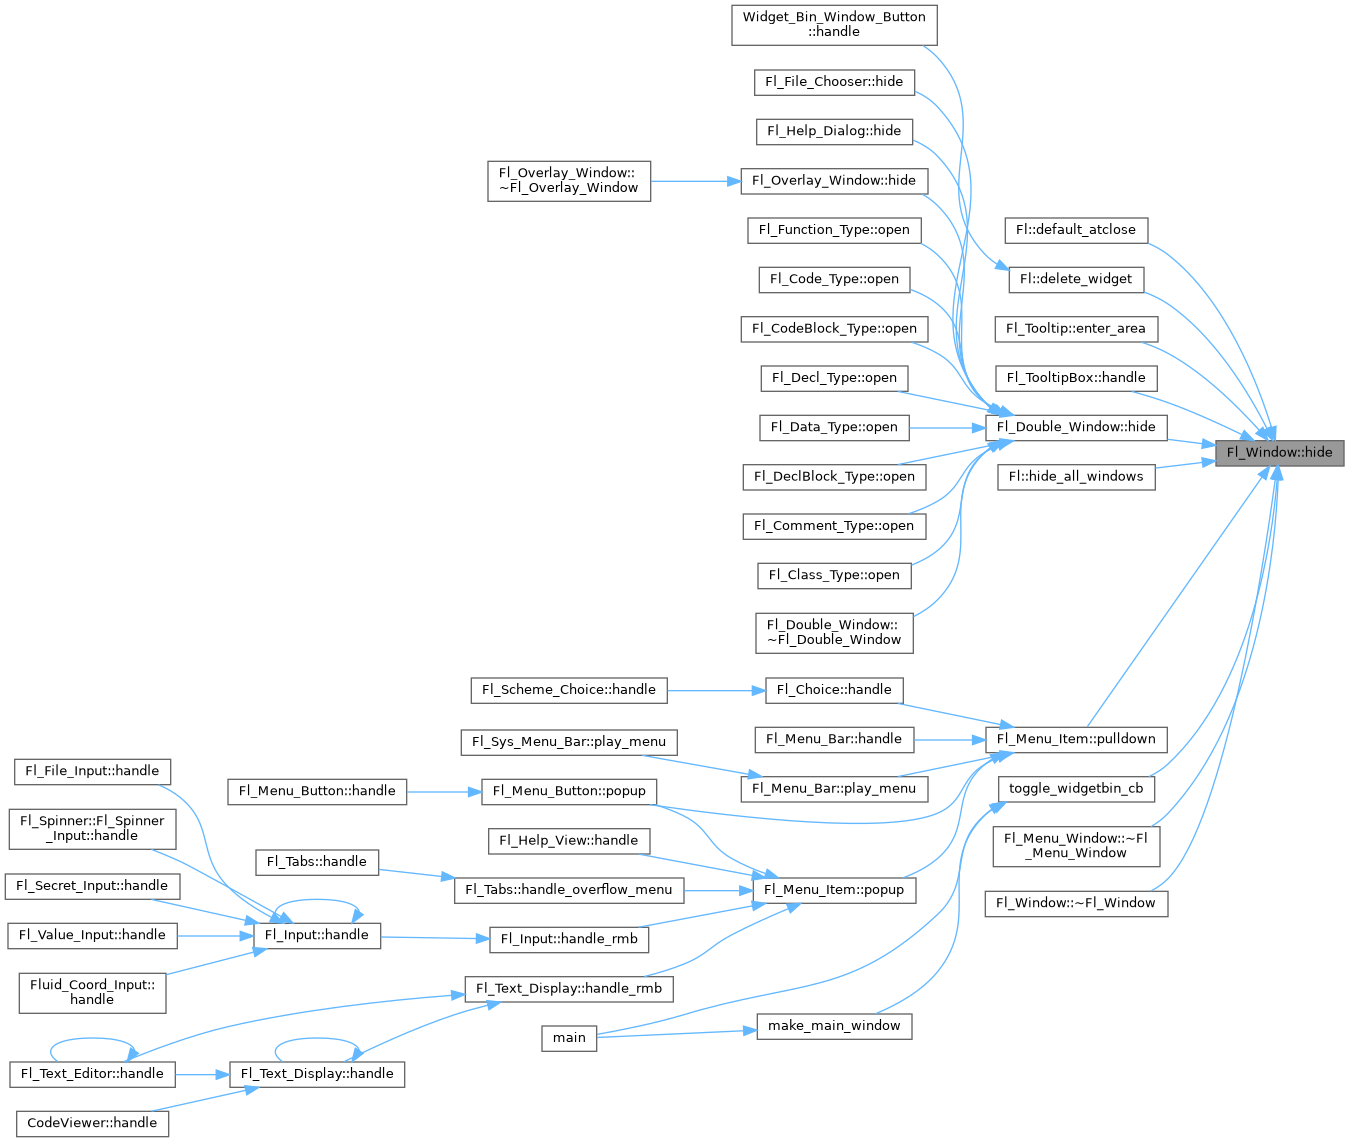 Widget_Bin_Window_Button
::handle
Fl_File_Chooser::hide
Fl_Help_Dialog::hide
Fl_Overlay_Window::
~Fl_Overlay_Window
Fl_Overlay_Window::hide
Fl_Function_Type::open
Fl::default_atclose
Fl_Code_Type::open
Fl::delete_widget
Fl_CodeBlock_Type::open
Fl_Tooltip::enter_area
Fl_Decl_Type::open
Fl_TooltipBox::handle
Fl_Data_Type::open
Fl_Double_Window::hide
Fl_Window::hide
Fl_DeclBlock_Type::open
Fl::hide_all_windows
Fl_Comment_Type::open
Fl_Class_Type::open
Fl_Double_Window::
~Fl_Double_Window
Fl_Scheme_Choice::handle
Fl_Choice::handle
Fl_Sys_Menu_Bar::play_menu
Fl_Menu_Bar::handle
Fl_Menu_Item::pulldown
Fl_File_Input::handle
Fl_Menu_Button::handle
Fl_Menu_Button::popup
Fl_Menu_Bar::play_menu
toggle_widgetbin_cb
Fl_Spinner::Fl_Spinner
_Input::handle
Fl_Help_View::handle
Fl_Menu_Window::~Fl
_Menu_Window
Fl_Tabs::handle
Fl_Secret_Input::handle
Fl_Tabs::handle_overflow_menu
Fl_Menu_Item::popup
Fl_Window::~Fl_Window
Fl_Value_Input::handle
Fl_Input::handle
Fl_Input::handle_rmb
Fluid_Coord_Input::
handle
Fl_Text_Display::handle_rmb
main
make_main_window
Fl_Text_Editor::handle
Fl_Text_Display::handle
CodeViewer::handle